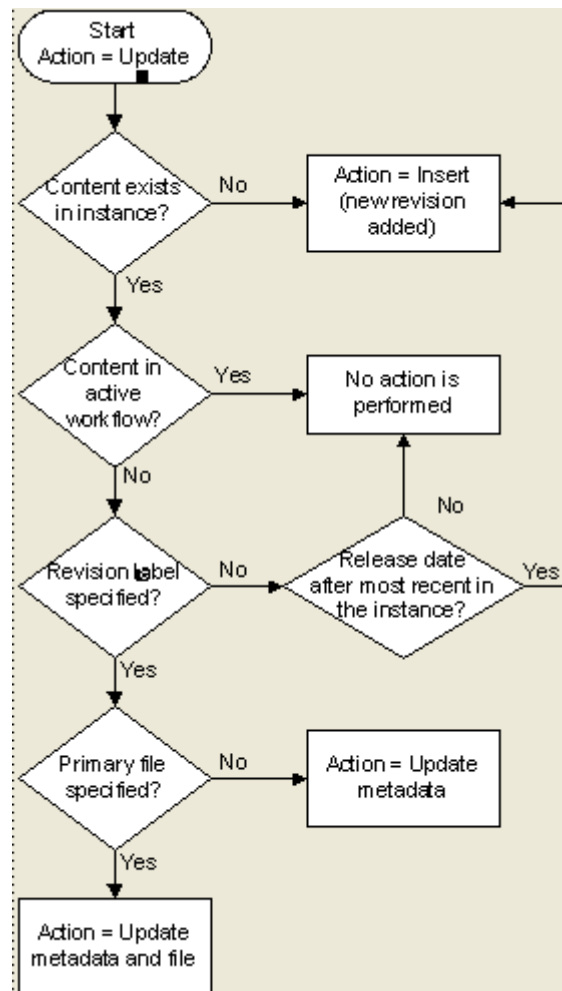 Start
Action = Update
Content exists
in instance?
No
Action = Insert
(new revision
added)
Yes
Content in
active
workflow?
Yes
No action is
performed
No
No
Revision label
specified?
No
Release date
after most recent in
the instance?
Yes
Yes
Primary file
specified?
No
Action = Update
metadata
Yes
Action = Update
metadata and file